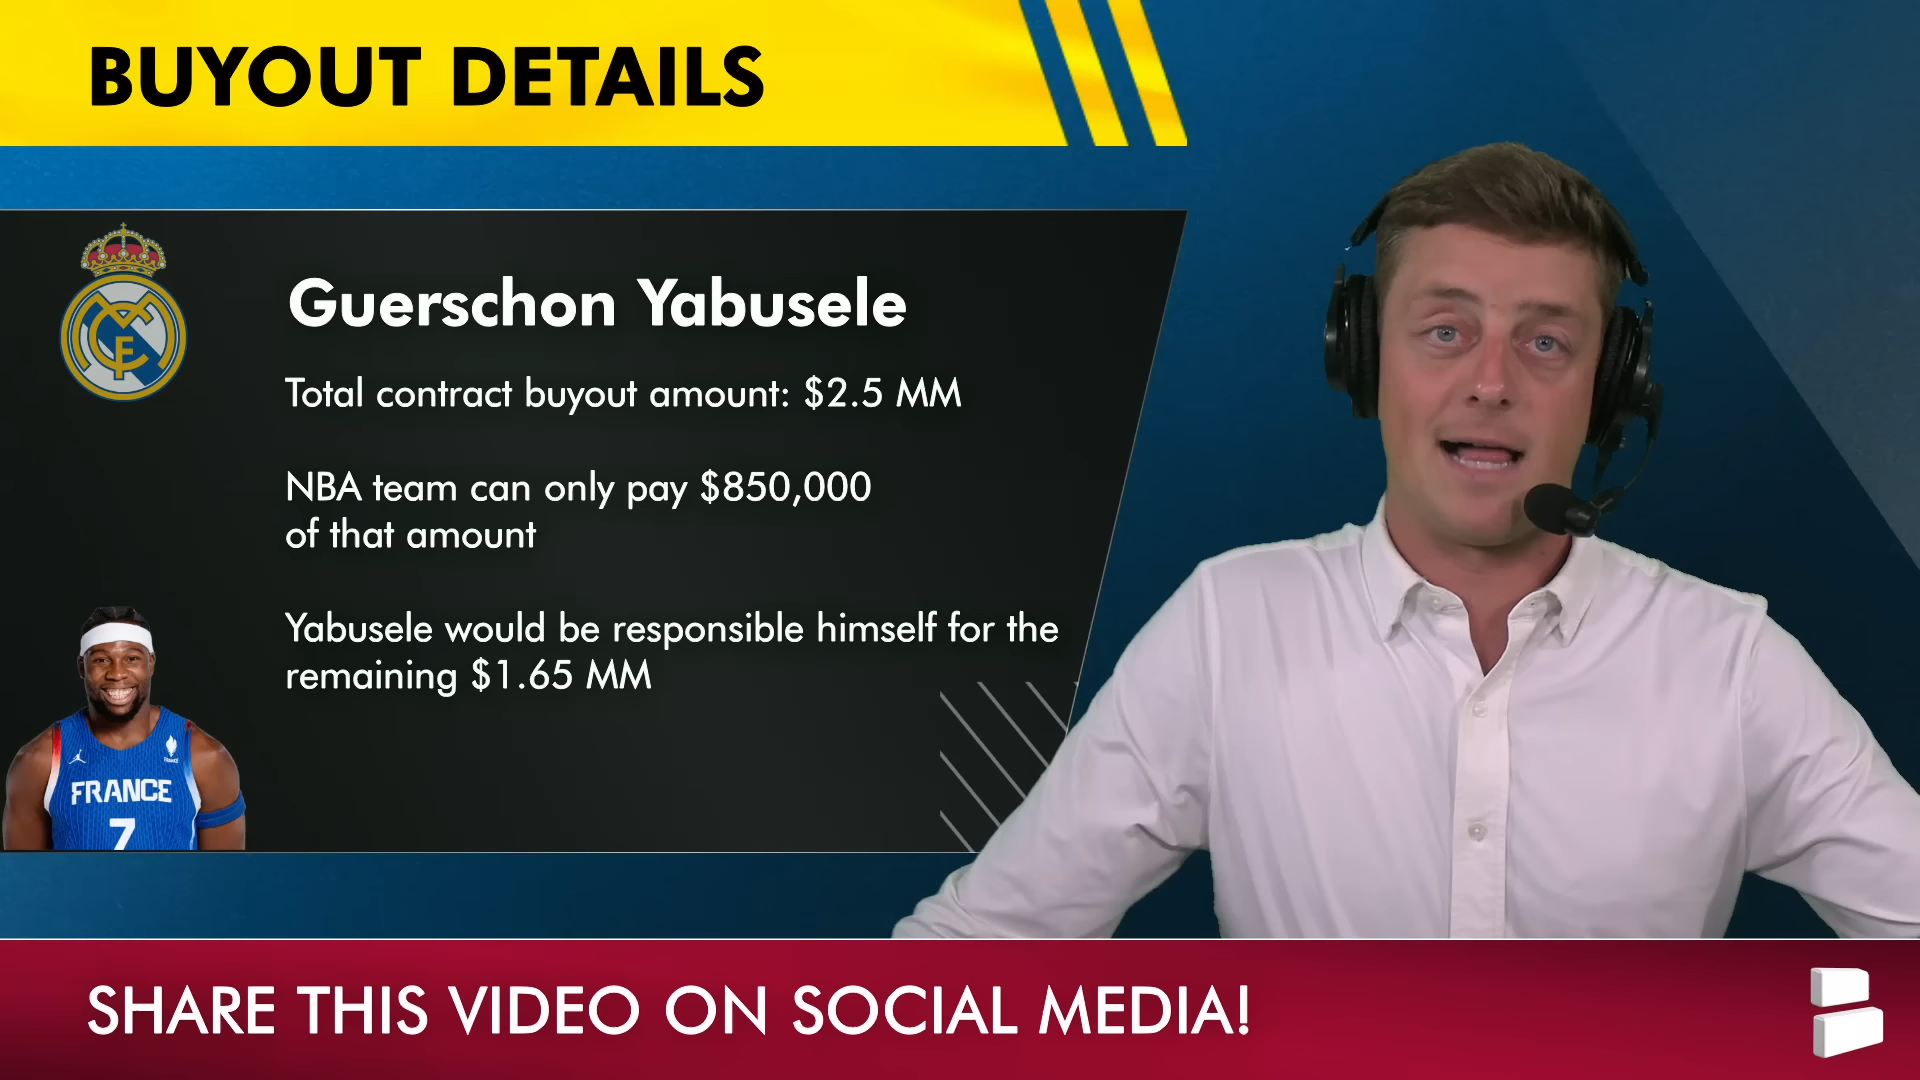 BUYOUT DETAILS
Guerschon Yabusele
Total contract buyout amount: $2.5 MM
NBA team can only pay $850,000
of that amount
Yabusele would be responsible himself for the
remaining $1.65 MM
FRANCE
7
SHARE THIS VIDEO ON SOCIAL MEDIA!